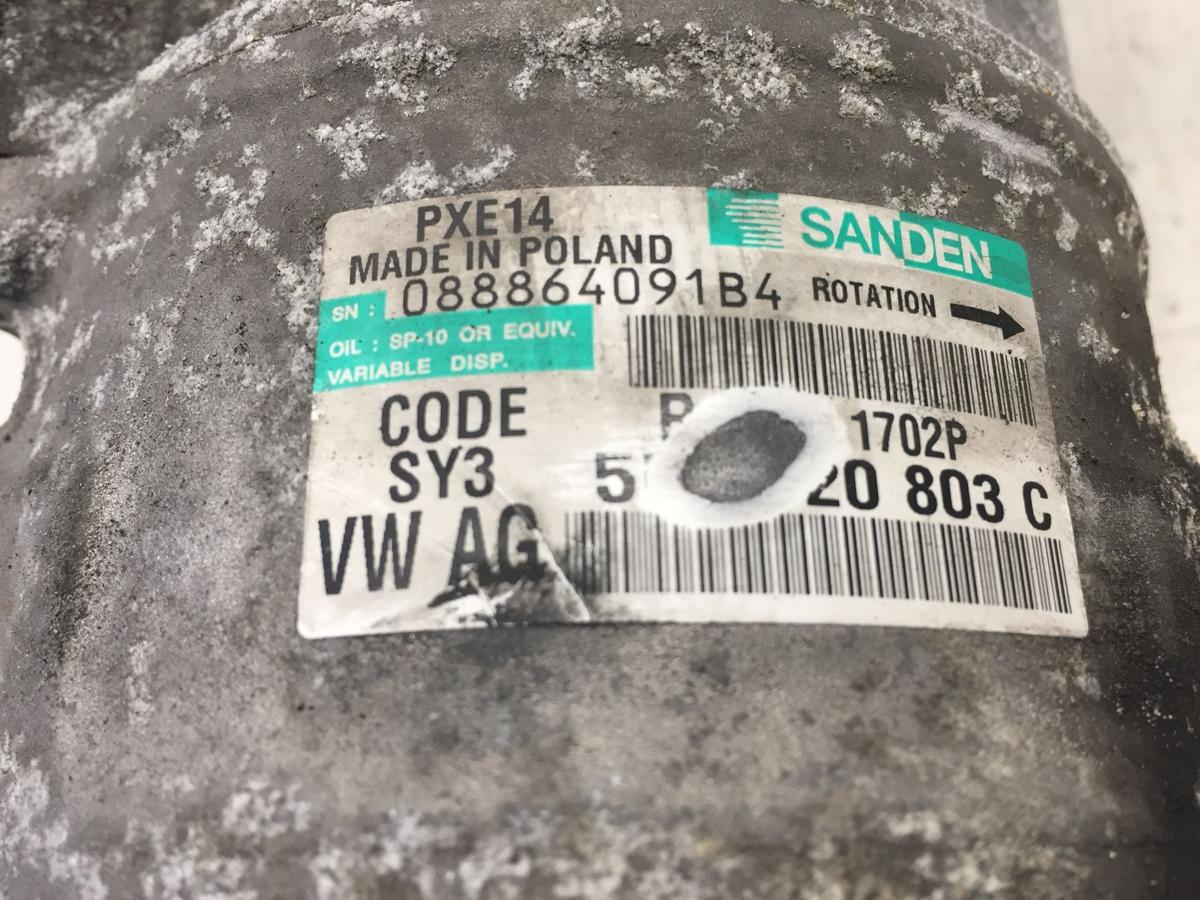 PXE14
SANDEN
MADE IN POLAND
SN : 088864091B4
ROTATION
OIL : SP-10 OR EQUIV.
VARIABLE DISP.
CODE
1702P
SY3
20 803 C
VW AG